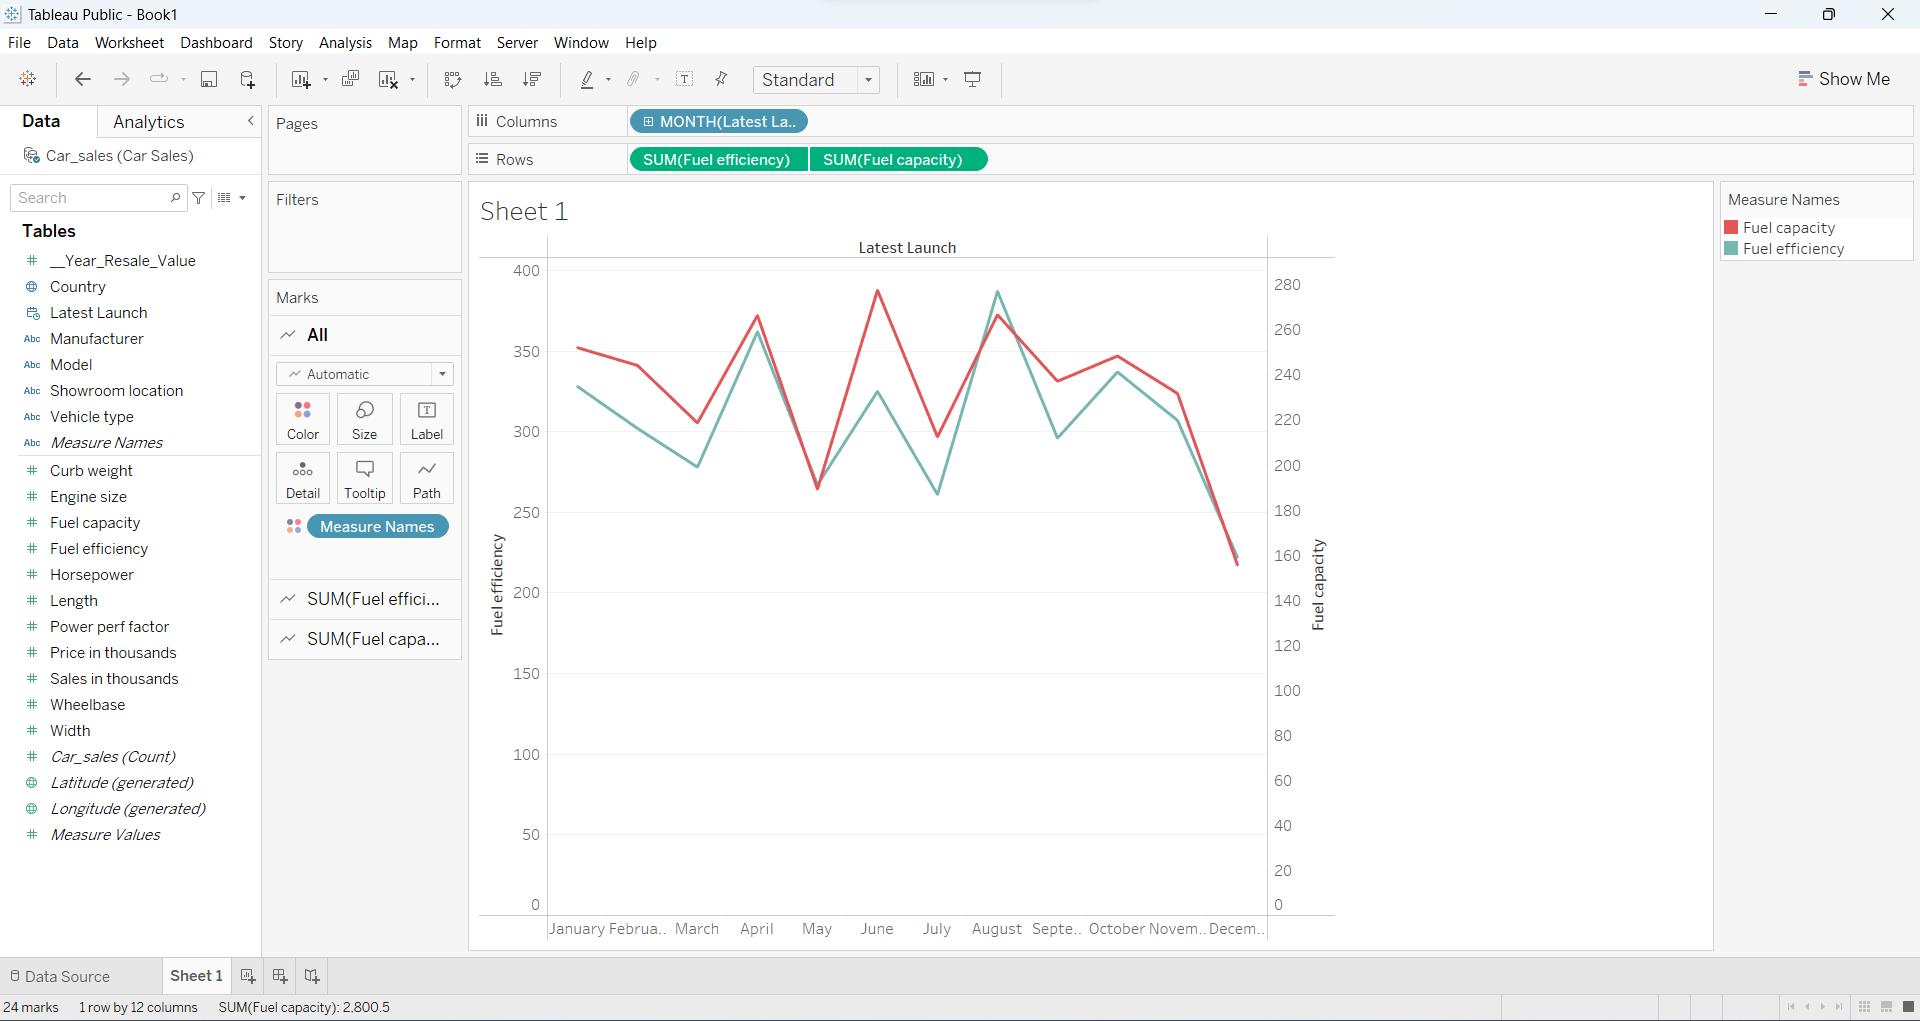 Tableau Public - Book1
File Data Worksheet Dashboard Story Analysis Map Format Server Window Help
Standard
Show Me
Data
Analytics
Car_sales (Car Sales)
Search
Tables
__Year_Resale_Value
Country
Latest Launch
Abc Manufacturer
Abc Model
Abc Showroom location
Abc Vehicle type
Abc Measure Names
Curb weight
Engine size
Fuel capacity
Fuel efficiency
Horsepower
Length
Power perf factor
Price in thousands
Sales in thousands
Wheelbase
Width
Car_sales (Count)
Latitude (generated)
Longitude (generated)
Measure Values
Pages
Filters
Marks
All
Automatic
Color Size Label
Detail Tooltip Path
Measure Names
SUM(Fuel effici...
SUM(Fuel capa...
Columns
MONTH(Latest La..
Rows
SUM(Fuel efficiency)
SUM(Fuel capacity)
Sheet 1
Latest Launch
400
350
300
250
200
150
100
50
0
Fuel efficiency
280
260
240
220
200
180
160
140
120
100
80
60
40
20
0
Fuel capacity
January Februa.. March April May June July August Septe.. October Novem.. Decem..
Measure Names
Fuel capacity
Fuel efficiency
Data Source
Sheet 1
24 marks 1 row by 12 columns SUM(Fuel capacity): 2,800.5